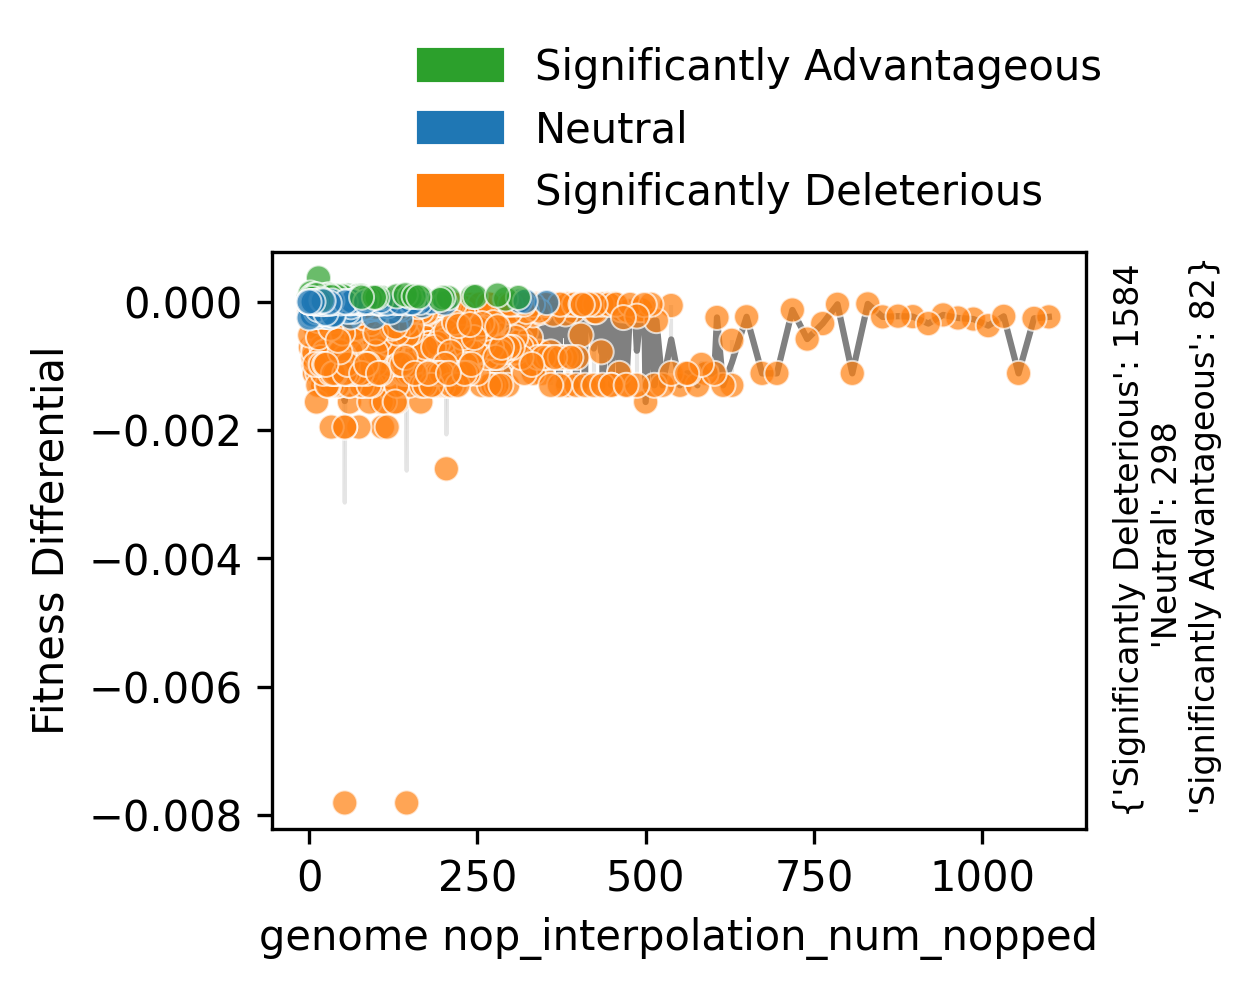 Significantly Advantageous
Neutral
Significantly Deleterious
0.000
−0.002
−0.004
−0.006
−0.008
Fitness Differential
0 250 500 750 1000
genome nop_interpolation_num_nopped
{'Significantly Deleterious': 1584
'Neutral': 298
'Significantly Advantageous': 82}